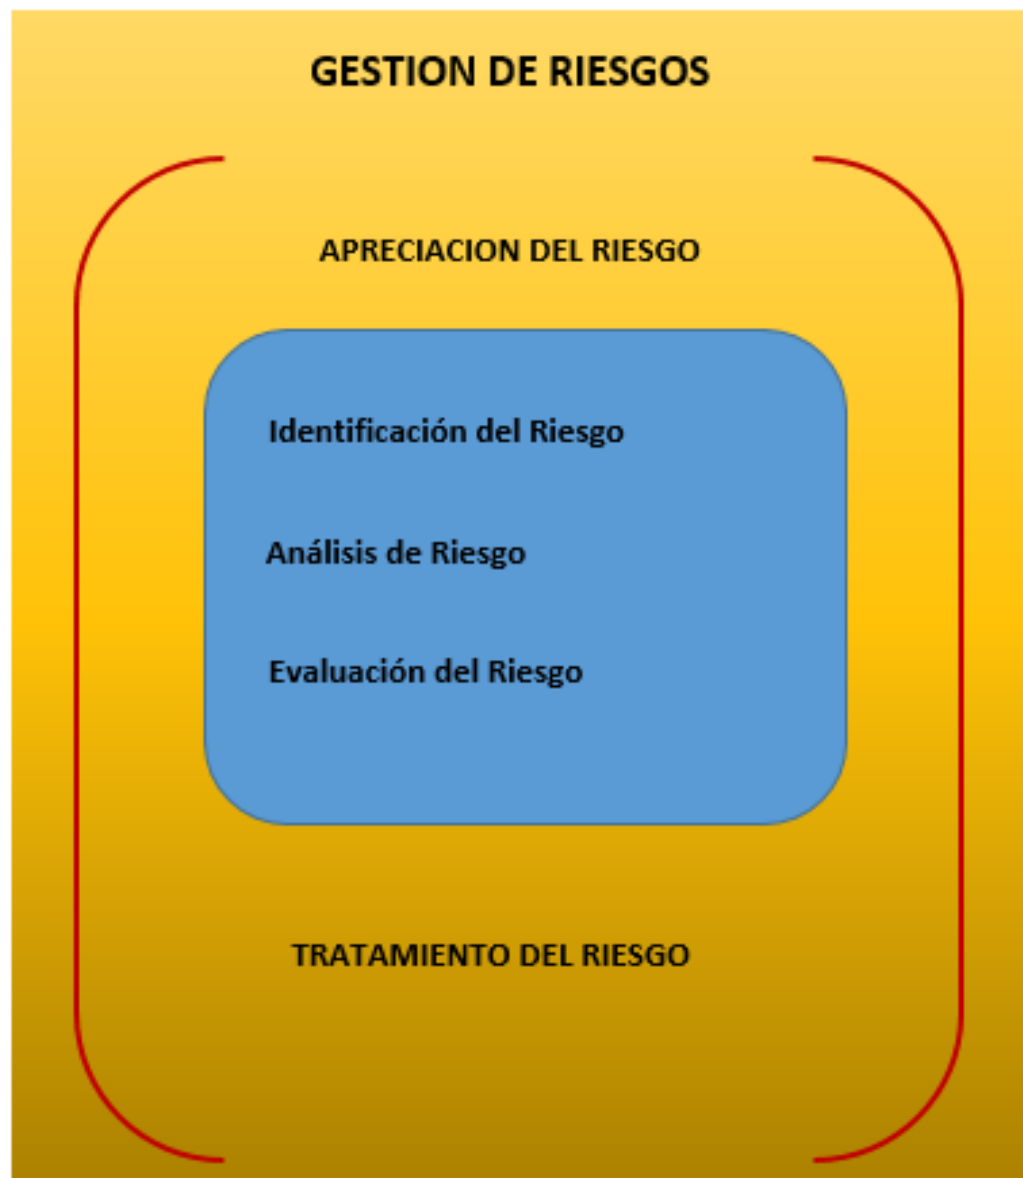 GESTION DE RIESGOS
APRECIACION DEL RIESGO
Identificación del Riesgo
Análisis de Riesgo
Evaluación del Riesgo
TRATAMIENTO DEL RIESGO